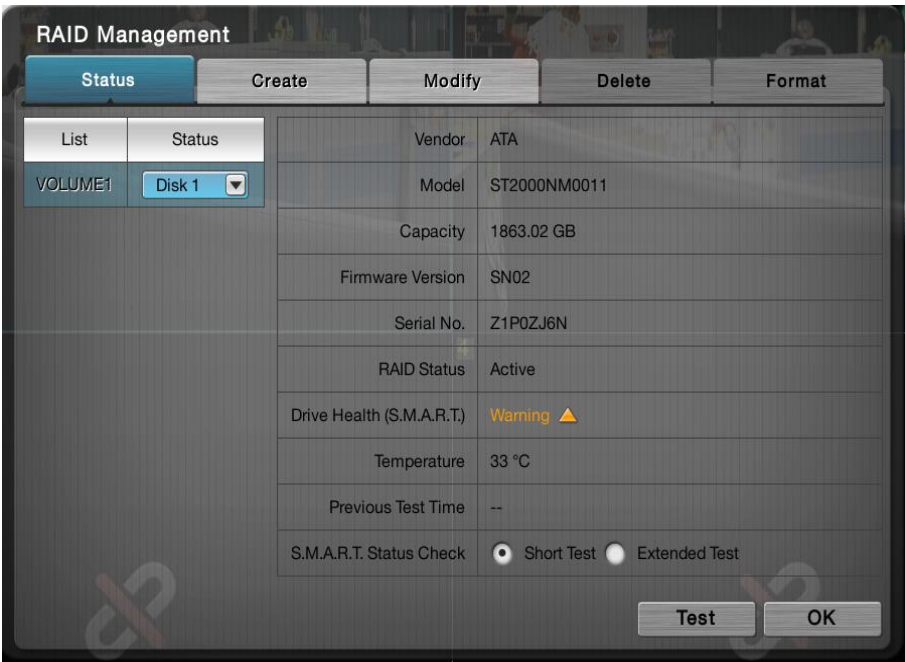 RAID Management
Status Create Modify Delete Format
List Status
VOLUME1 Disk 1
Vendor ATA
Model ST2000NM0011
Capacity 1863.02 GB
Firmware Version SN02
Serial No. Z1P0ZJ6N
RAID Status Active
Drive Health (S.M.A.R.T.) Warning
Temperature 33 °C
Previous Test Time --
S.M.A.R.T. Status Check Short Test Extended Test
Test OK